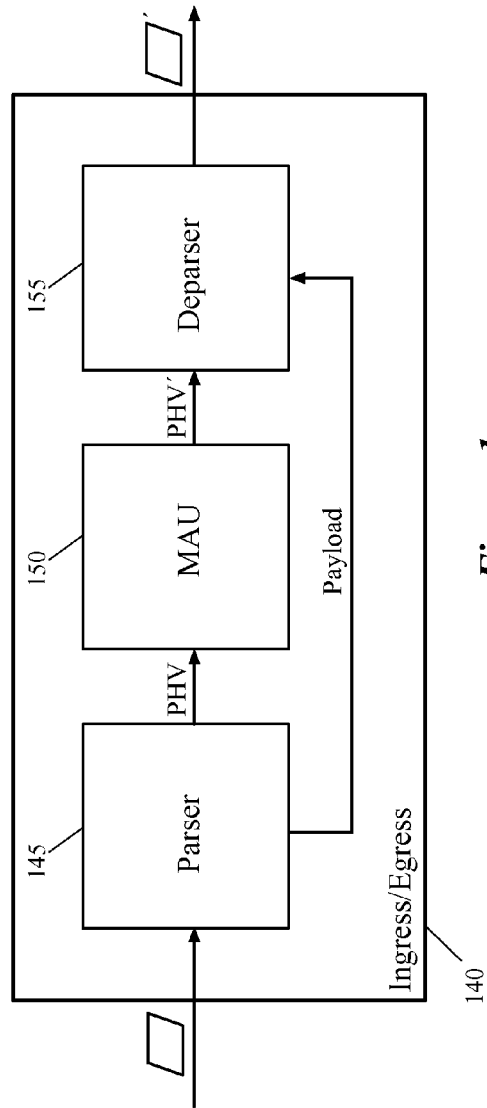 ´
145
150
155
Parser
PHV
MAU
PHV´
Deparser
Payload
Ingress/Egress
140